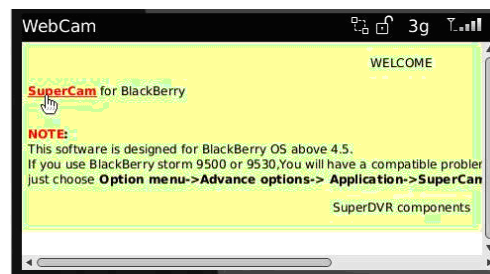 WebCam 3g
WELCOME
SuperCam for BlackBerry
NOTE:
This software is designed for BlackBerry OS above 4.5.
If you use BlackBerry storm 9500 or 9530,You will have a compatible
just choose Option menu->Advance options-> Application->SuperCam
SuperDVR components